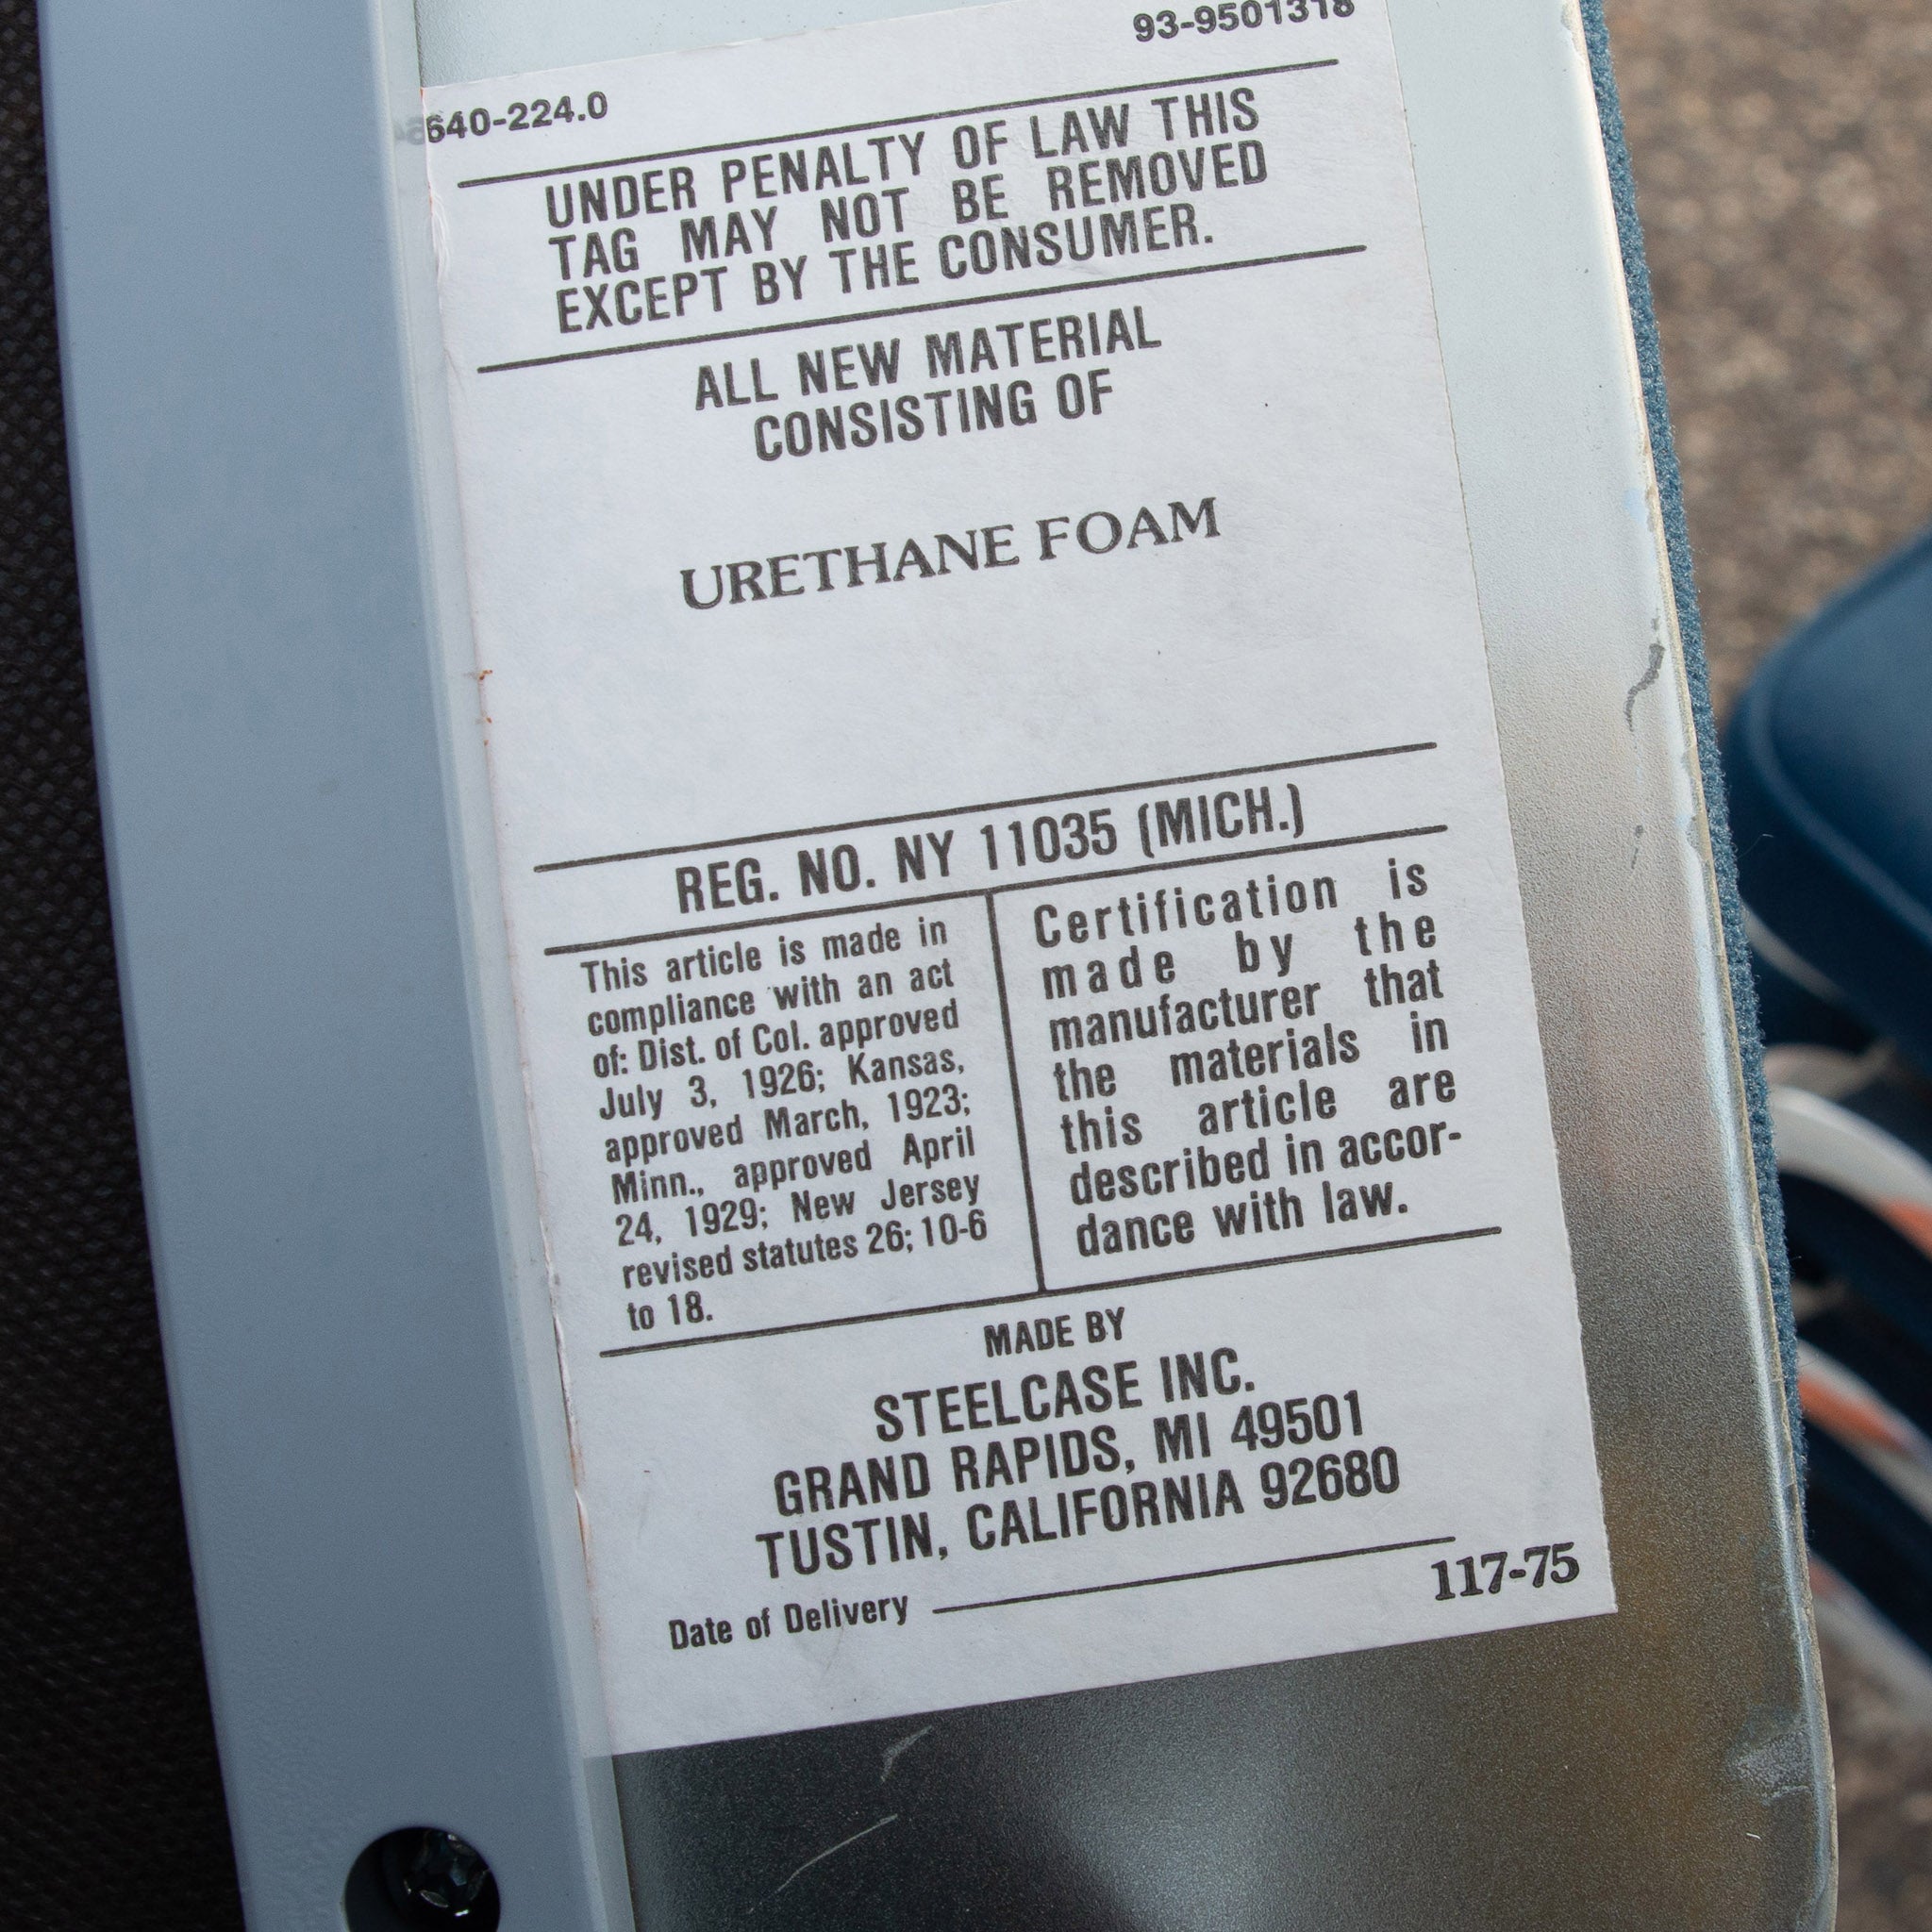 93-9501318
640-224.0
UNDER PENALTY OF LAW THIS
TAG MAY NOT BE REMOVED
EXCEPT BY THE CONSUMER.
ALL NEW MATERIAL
CONSISTING OF
URETHANE FOAM
REG. NO. NY 11035 (MICH.)
This article is made in
compliance with an act
of: Dist. of Col. approved
July 3, 1926; Kansas,
approved March, 1923;
Minn., approved April
24, 1929; New Jersey
revised statutes 26; 10-6
to 18.
Certification is
made by the
manufacturer that
the materials in
this article are
described in accor-
dance with law.
MADE BY
STEELCASE INC.
GRAND RAPIDS, MI 49501
TUSTIN, CALIFORNIA 92680
Date of Delivery
117-75